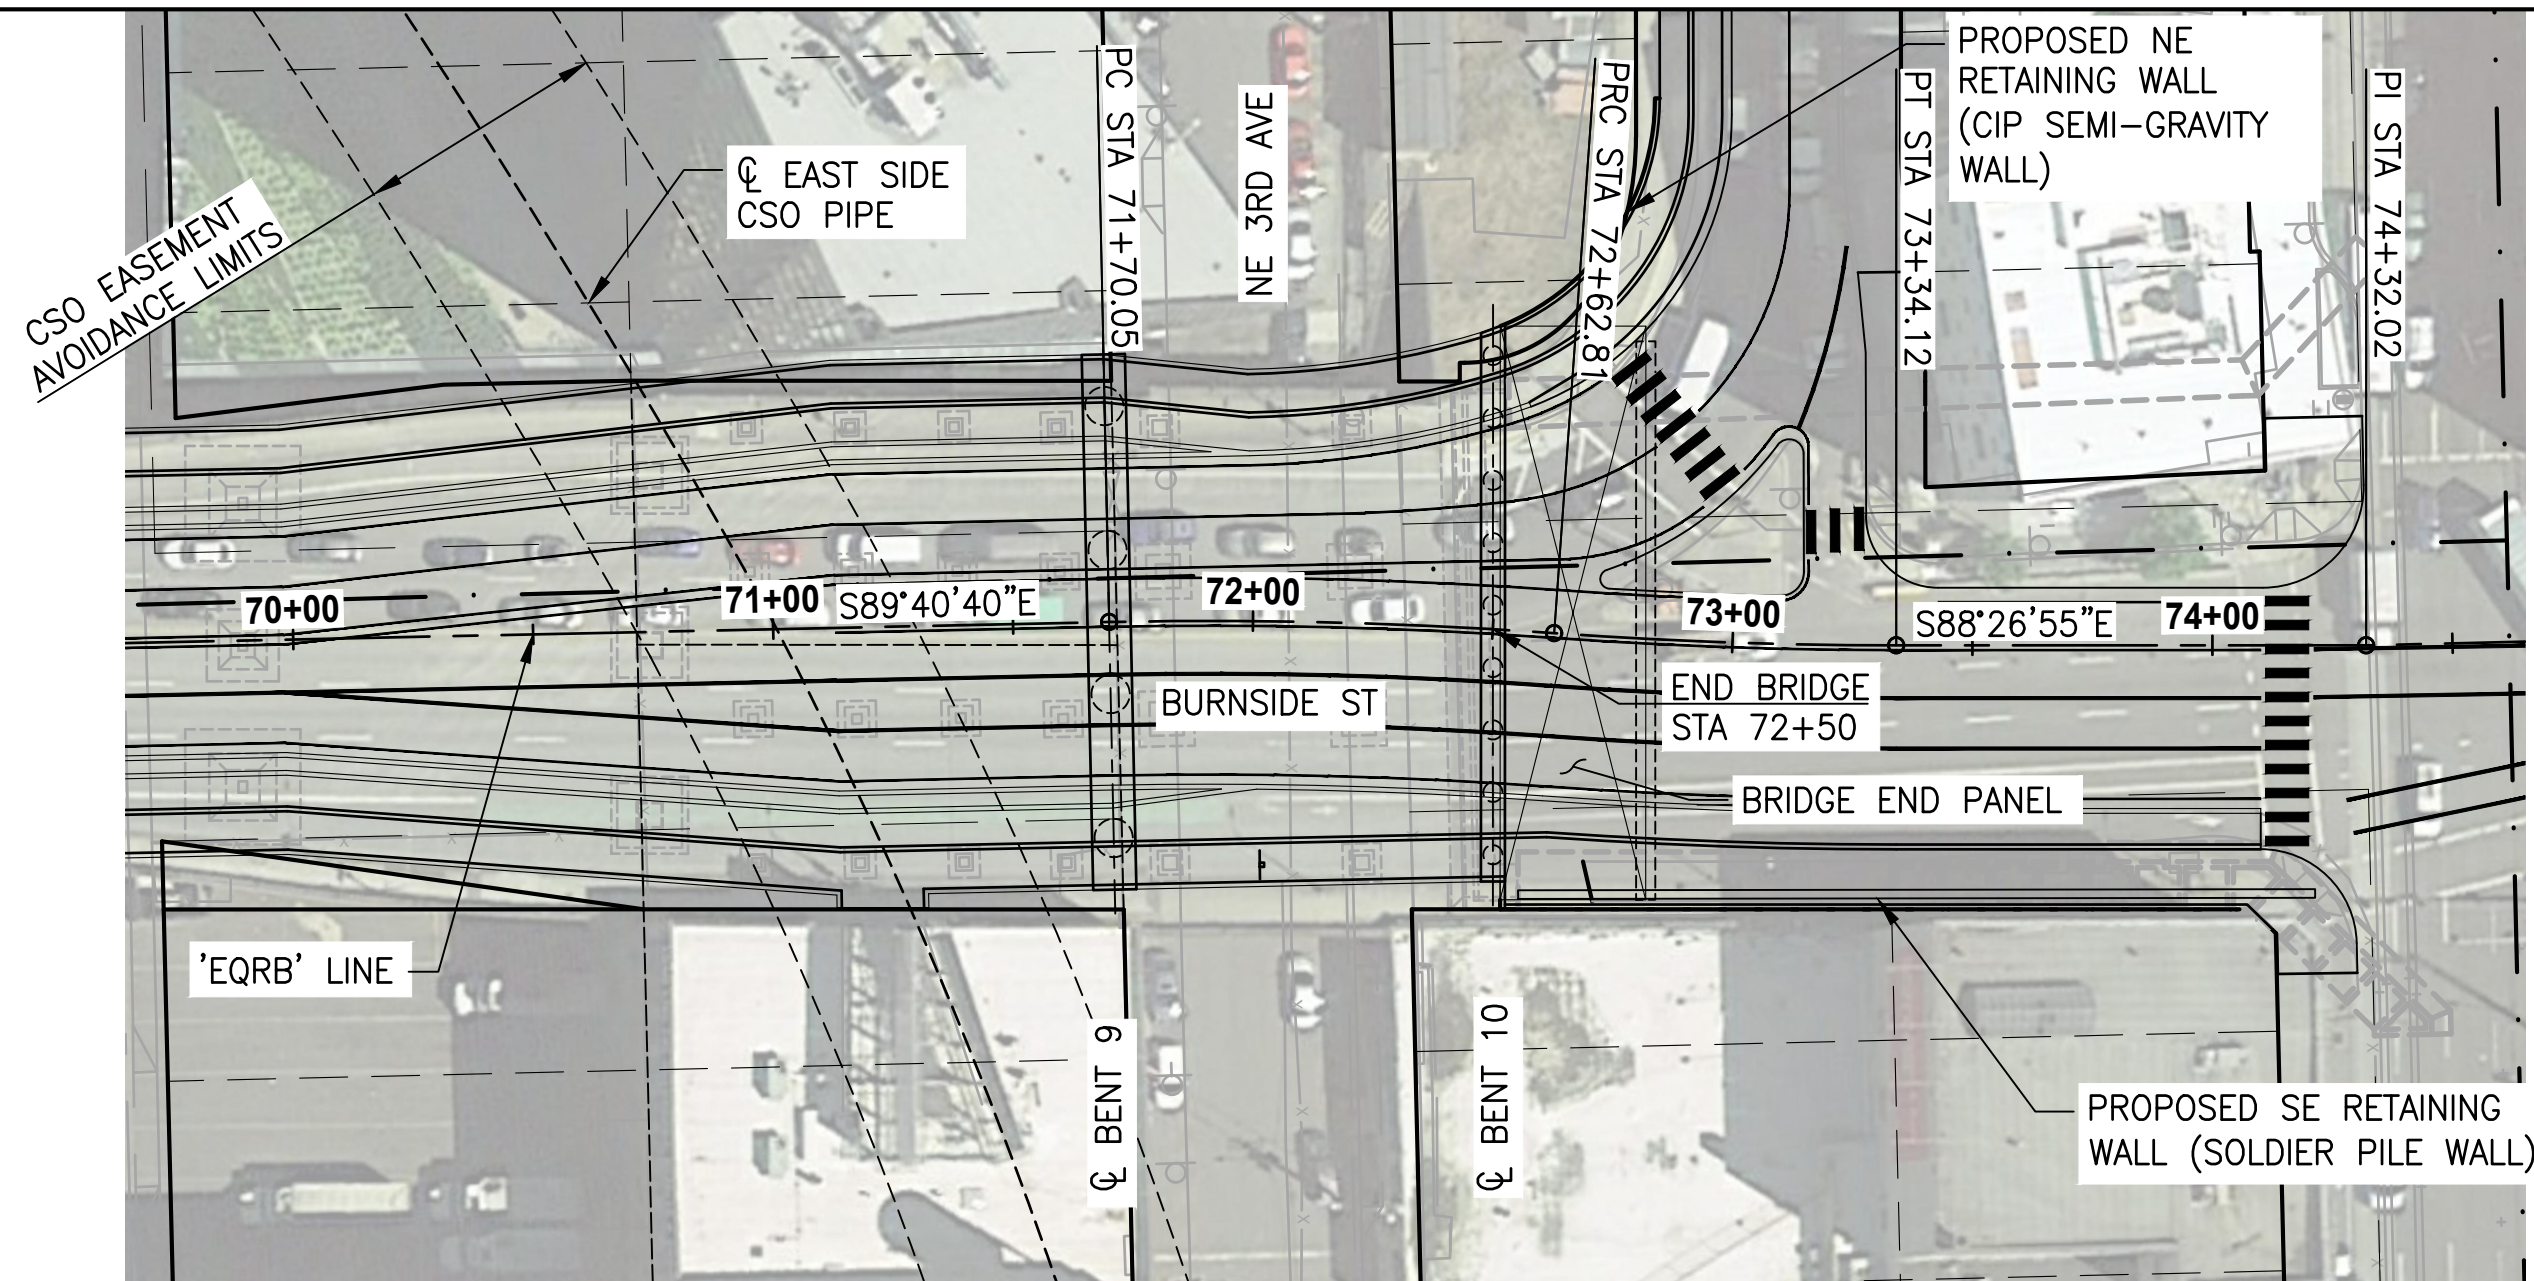 PROPOSED NE
RETAINING WALL
(CIP SEMI-GRAVITY
WALL)
PC STA 71+70.05
NE 3RD AVE
PRC STA 72+62.81
PT STA 73+34.12
PI STA 74+32.02
℄ EAST SIDE
CSO PIPE
CSO EASEMENT
AVOIDANCE LIMITS
70+00
71+00
S89°40'40"E
72+00
73+00
S88°26'55"E
74+00
BURNSIDE ST
END BRIDGE
STA 72+50
BRIDGE END PANEL
'EQRB' LINE
℄ BENT 9
℄ BENT 10
PROPOSED SE RETAINING
WALL (SOLDIER PILE WALL)